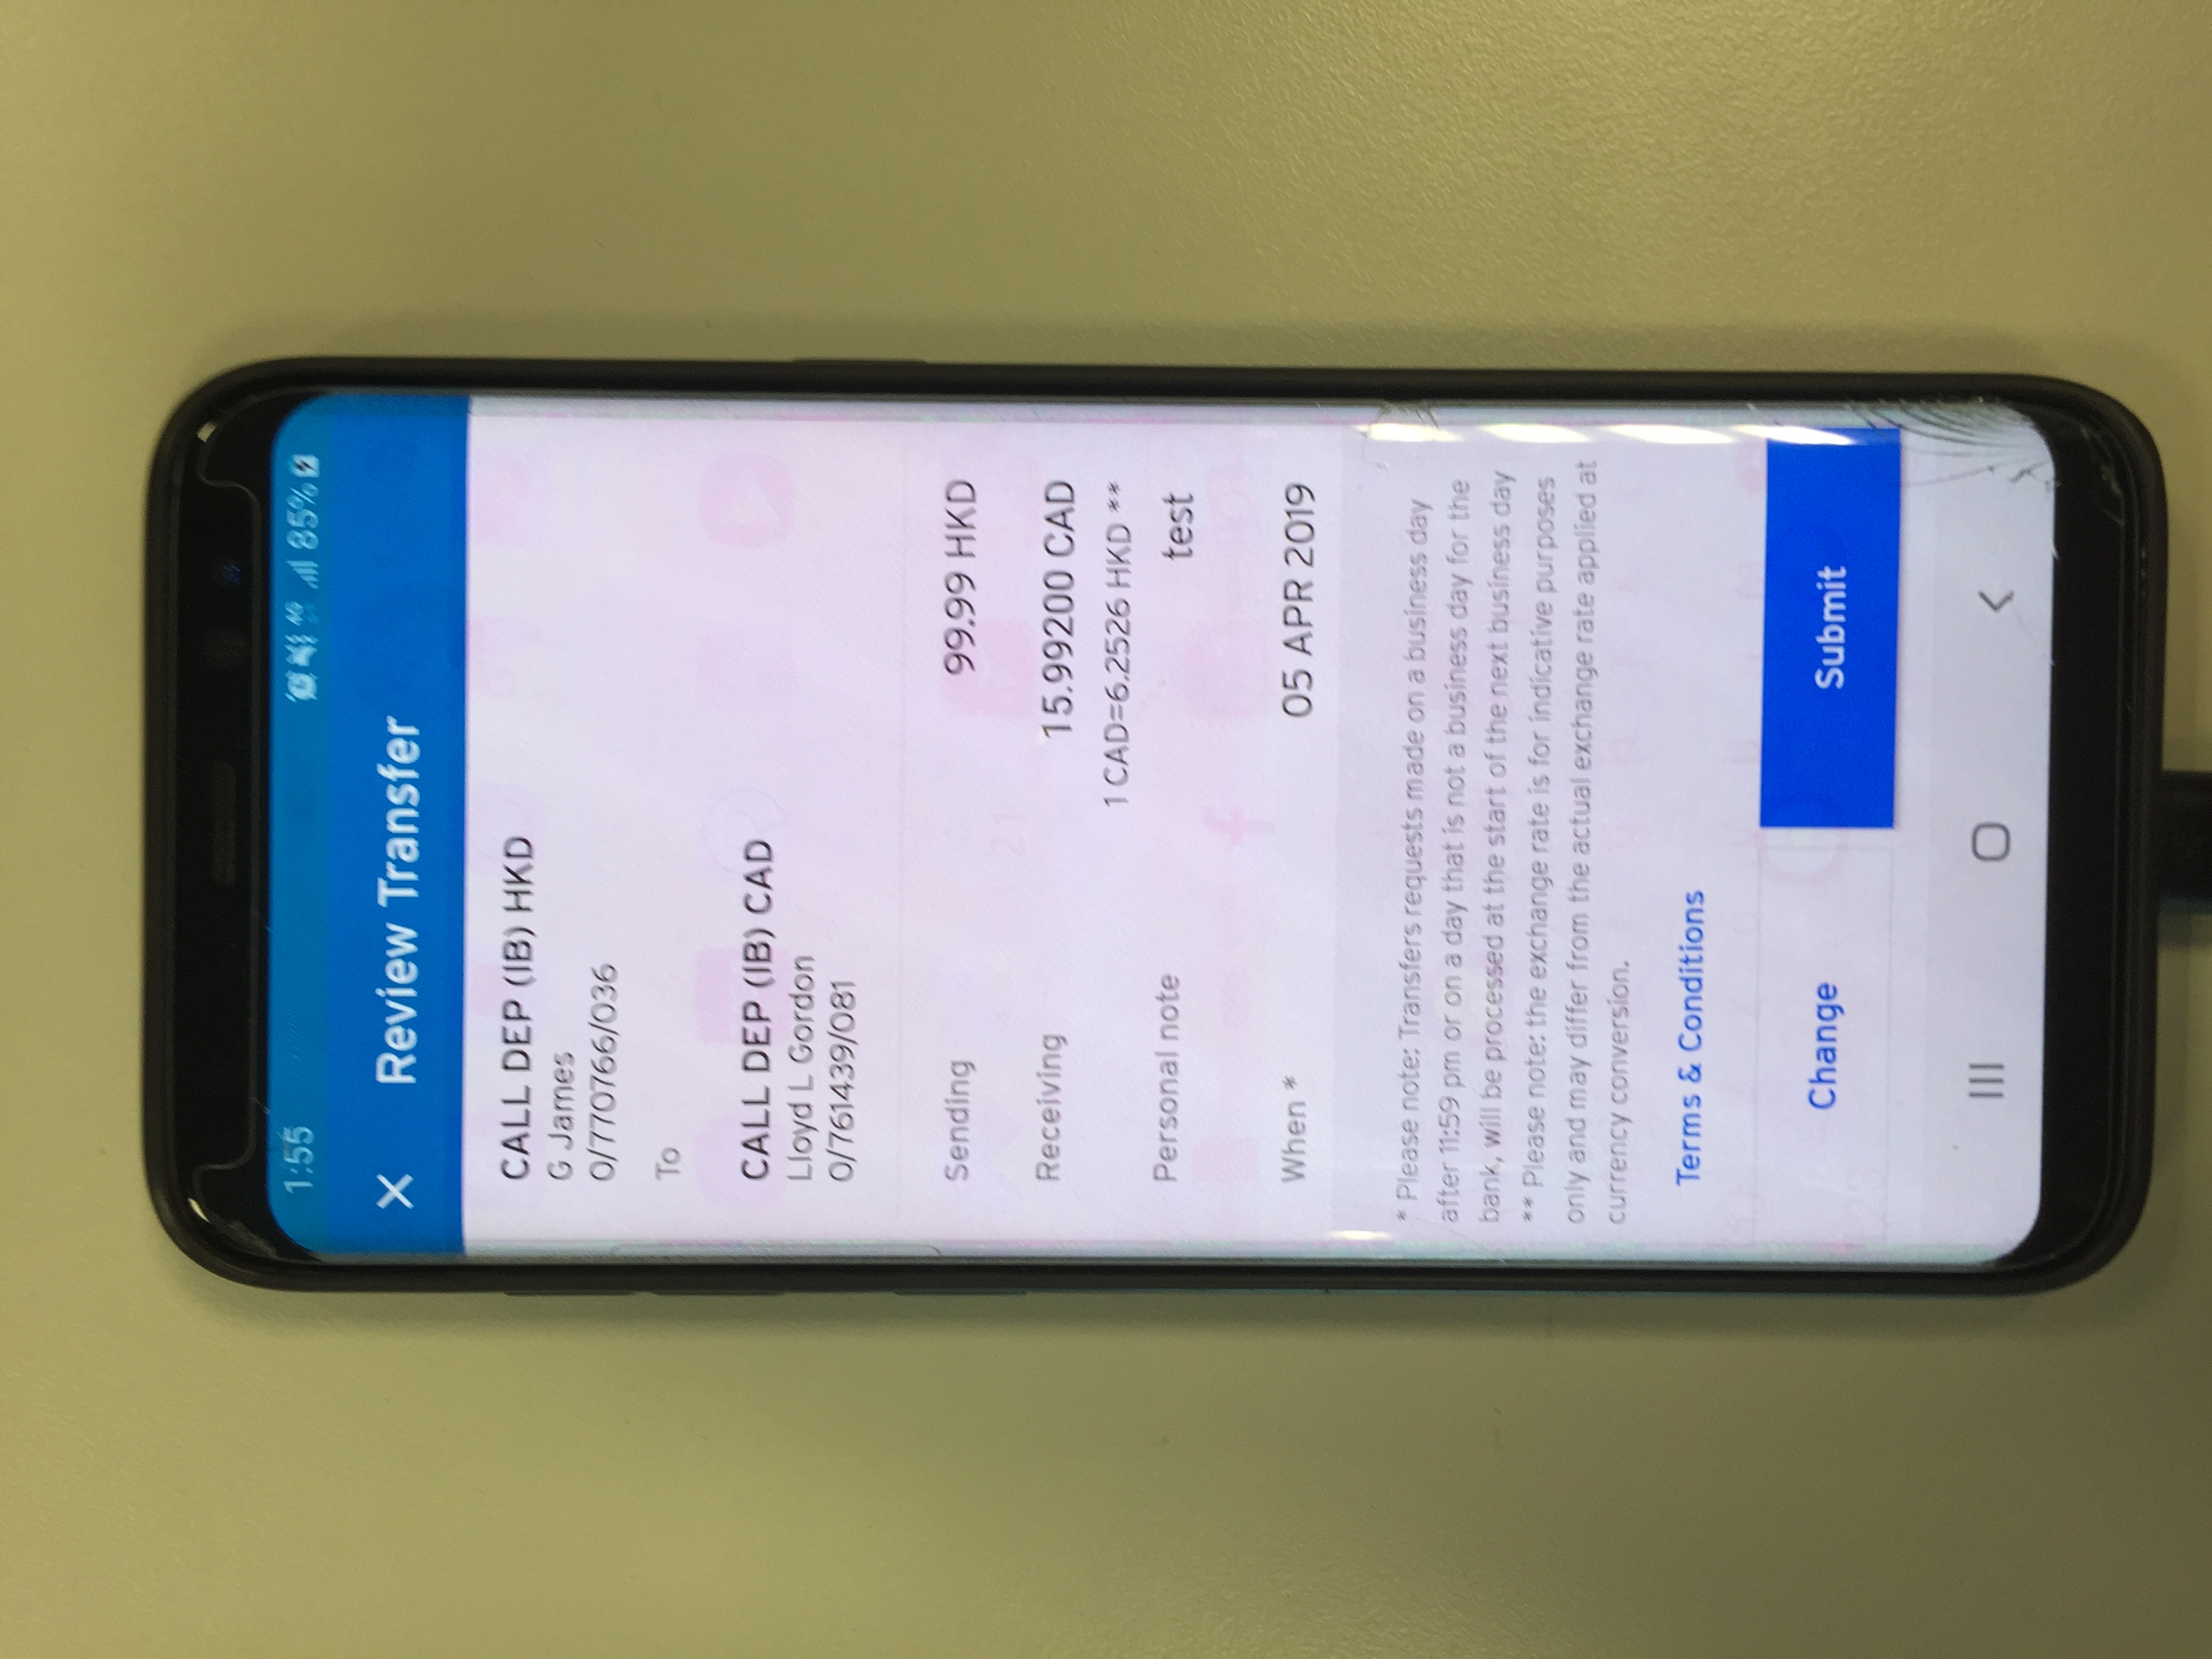 1:55
4G
85%
Review Transfer
CALL DEP (IB) HKD
G James
0/770766/036
To
CALL DEP (IB) CAD
Lloyd L Gordon
0/761439/081
Sending
99.99 HKD
Receiving
15.99200 CAD
1 CAD=6.2526 HKD **
Personal note
test
When *
05 APR 2019
* Please note: Transfers requests made on a business day
after 11:59 pm or on a day that is not a business day for the
bank, will be processed at the start of the next business day
** Please note: the exchange rate is for indicative purposes
only and may differ from the actual exchange rate applied at
currency conversion.
Terms & Conditions
Change
Submit